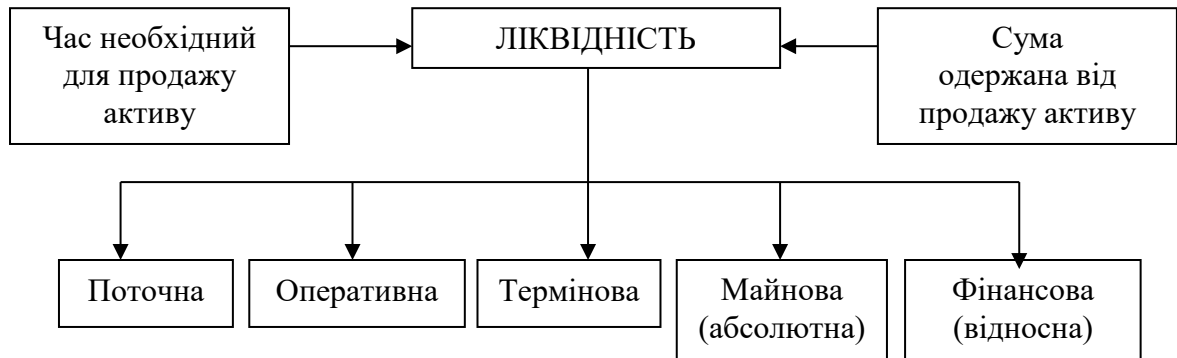 Час необхідний
для продажу
активу
ЛІКВІДНІСТЬ
Сума
одержана від
продажу активу
Поточна
Оперативна
Термінова
Майнова
(абсолютна)
Фінансова
(відносна)